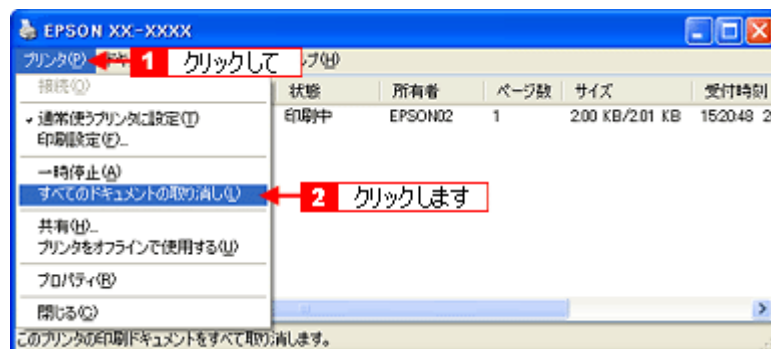 EPSON XX-XXXX
プリンタ(P) 1 クリックして ルプ(H)
接続(O)
状態 所有者 ページ数 サイズ 受付時刻
通常使うプリンタに設定(T)
印刷中 EPSON02 1 2.00 KB/2.01 KB 15:20:48 2
印刷設定(F)...
一時停止(A)
すべてのドキュメントの取り消し(L) 2 クリックします
共有(H)...
プリンタをオフラインで使用する(U)
プロパティ(R)
閉じる(C)
このプリンタの印刷ドキュメントをすべて取り消します。